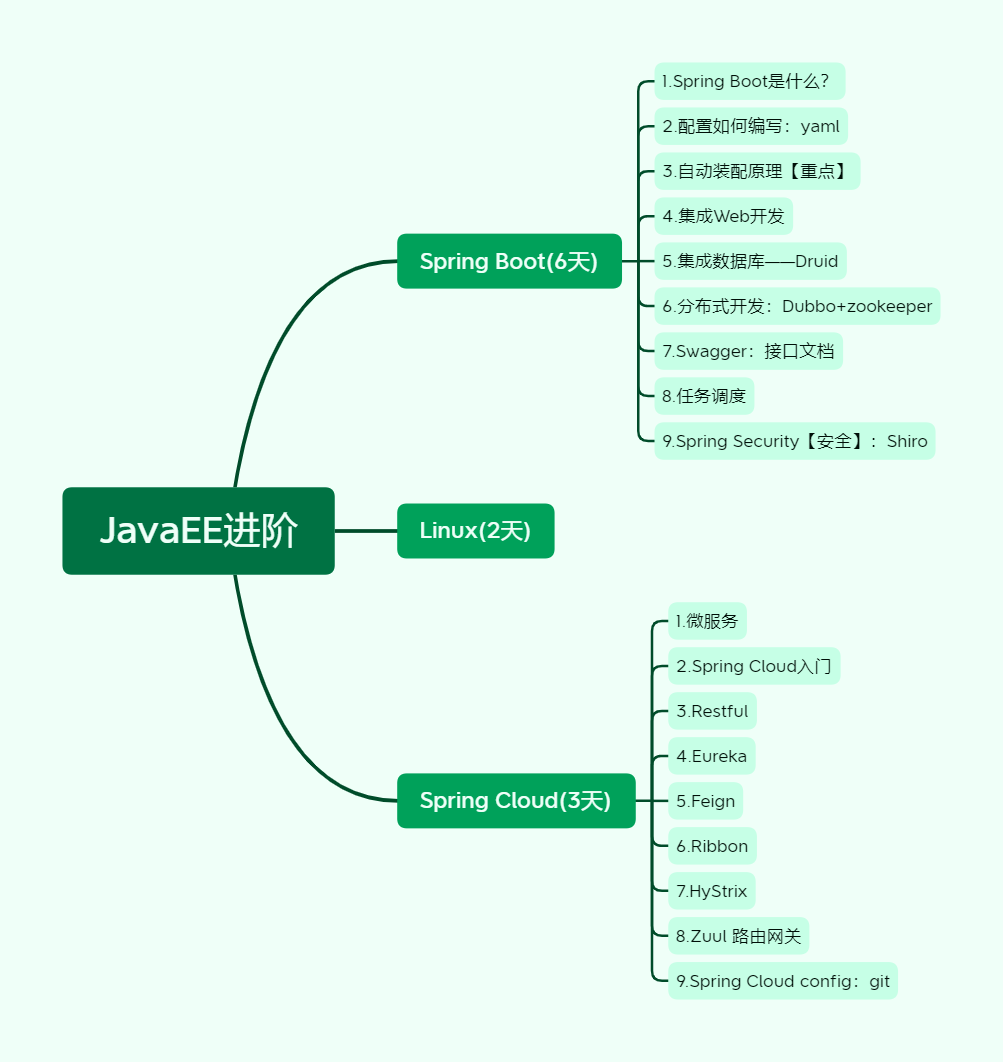 JavaEE进阶
Spring Boot(6天)
1.Spring Boot是什么？
2.配置如何编写：yaml
3.自动装配原理【重点】
4.集成Web开发
5.集成数据库——Druid
6.分布式开发：Dubbo+zookeeper
7.Swagger：接口文档
8.任务调度
9.Spring Security【安全】：Shiro
Linux(2天)
Spring Cloud(3天)
1.微服务
2.Spring Cloud入门
3.Restful
4.Eureka
5.Feign
6.Ribbon
7.HyStrix
8.Zuul 路由网关
9.Spring Cloud config：git